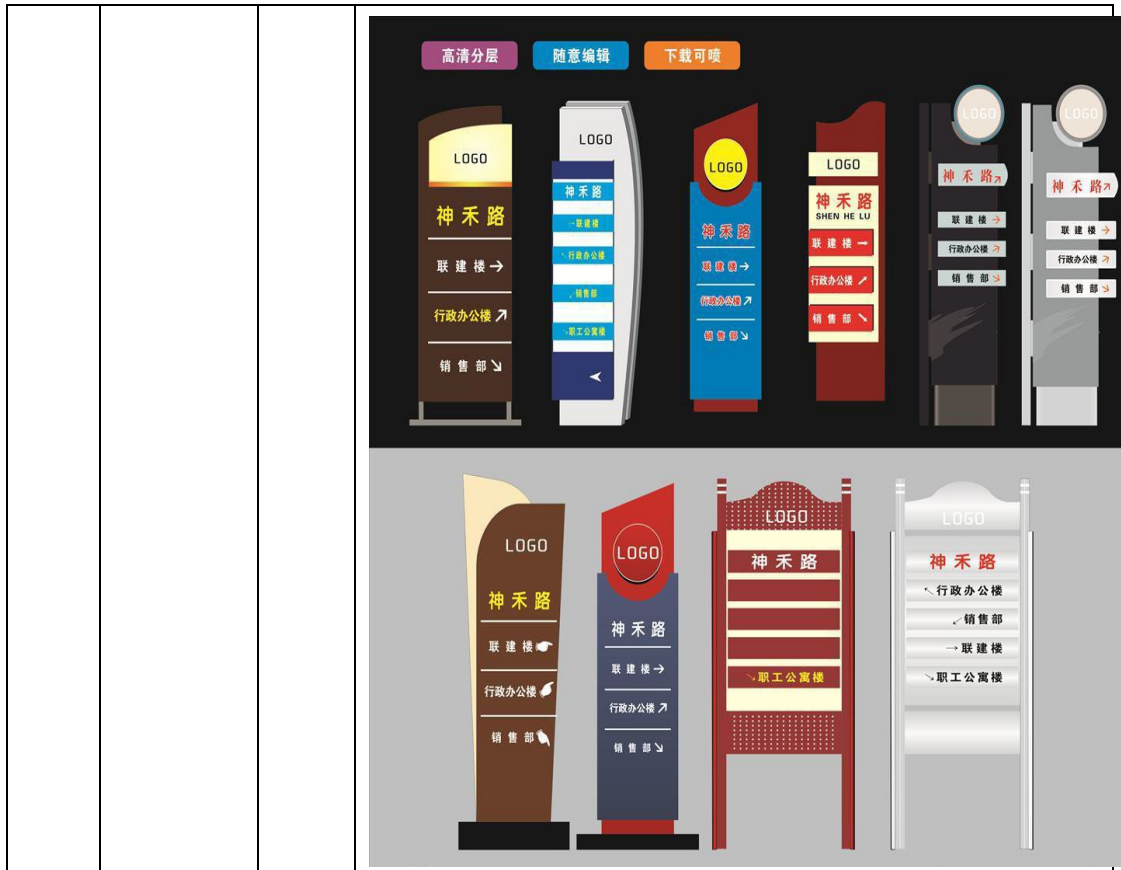 高清分层
随意编辑
下载可喷
LOGO
神禾路
联建楼→
行政办公楼↗
销售部↘
LOGO
神禾路
→联建楼
↖行政办公楼
↙销售部
↘职工公寓楼
LOGO
神禾路
联建楼→
行政办公楼↗
销售部↘
LOGO
神禾路
SHEN HE LU
联建楼→
行政办公楼↗
销售部↘
LOGO
神禾路↗
联建楼→
行政办公楼↗
销售部↘
LOGO
神禾路↗
联建楼→
行政办公楼↗
销售部↘
LOGO
神禾路
联建楼
行政办公楼
销售部
LOGO
神禾路
联建楼→
行政办公楼↗
销售部↘
LOGO
神禾路
↘职工公寓楼
LOGO
神禾路
↖行政办公楼
↙销售部
→联建楼
↘职工公寓楼